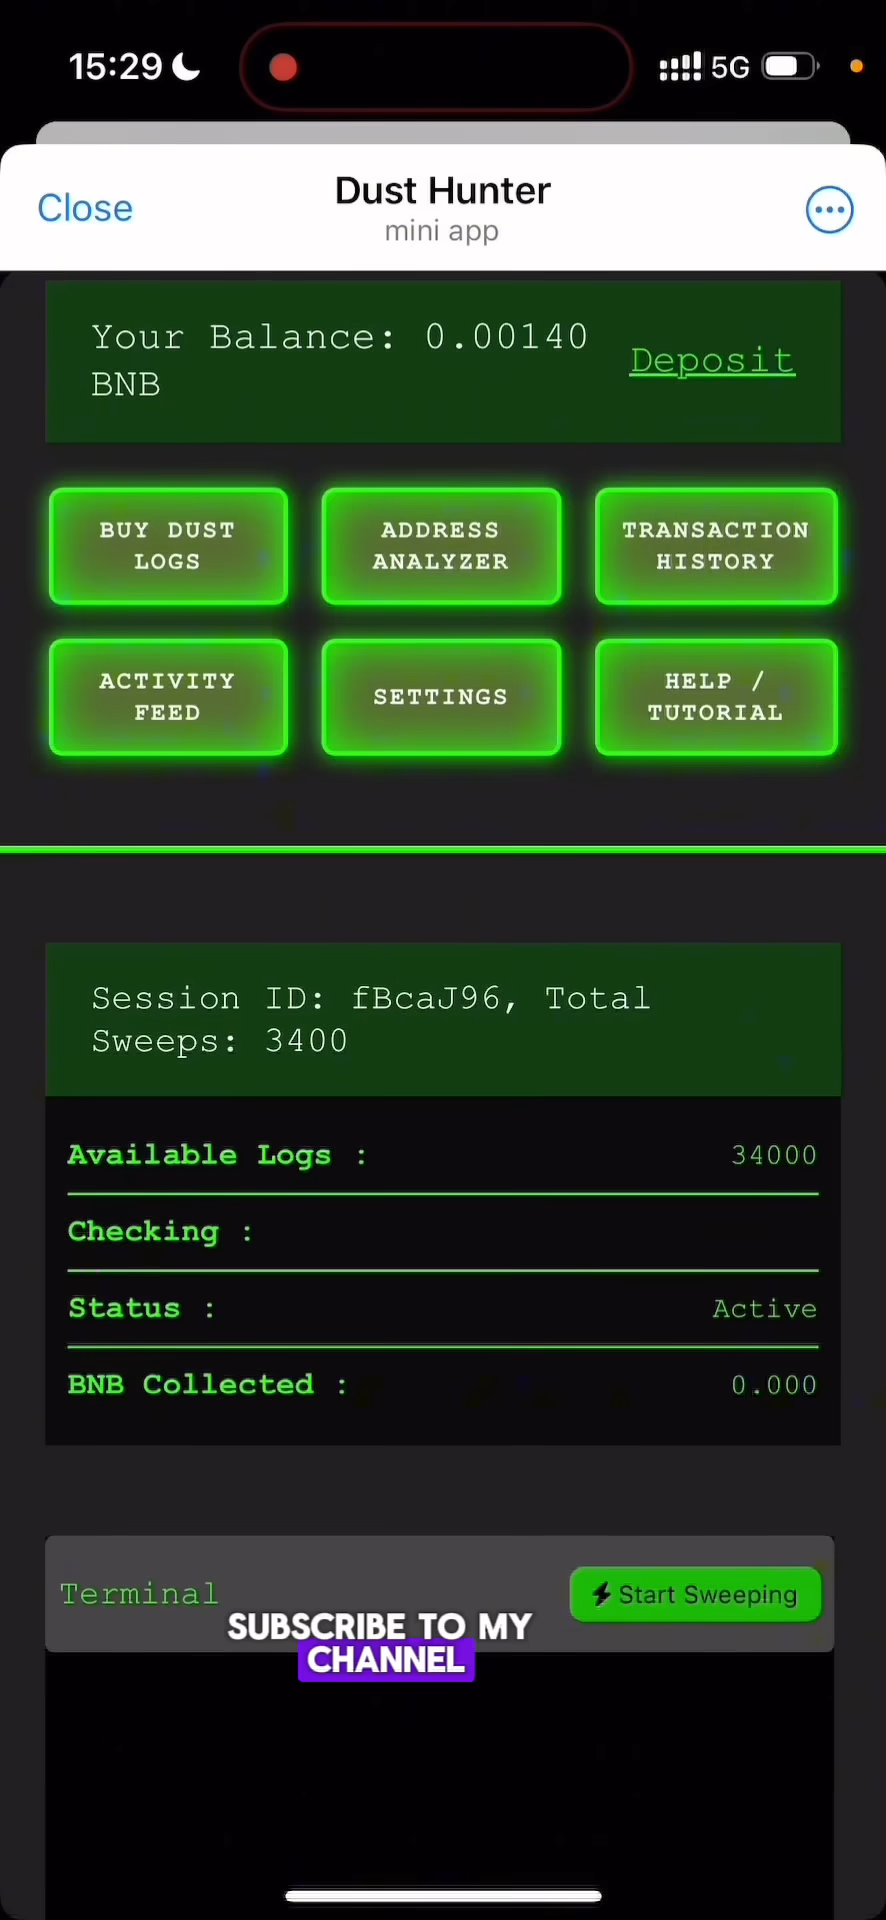 15:29
5G
Close
Dust Hunter
mini app
Your Balance: 0.00140
BNB
Deposit
BUY DUST
LOGS
ADDRESS
ANALYZER
TRANSACTION
HISTORY
ACTIVITY
FEED
SETTINGS
HELP /
TUTORIAL
Session ID: fBcaJ96, Total
Sweeps: 3400
Available Logs : 34000
Checking :
Status : Active
BNB Collected : 0.000
Terminal
Start Sweeping
SUBSCRIBE TO MY
CHANNEL